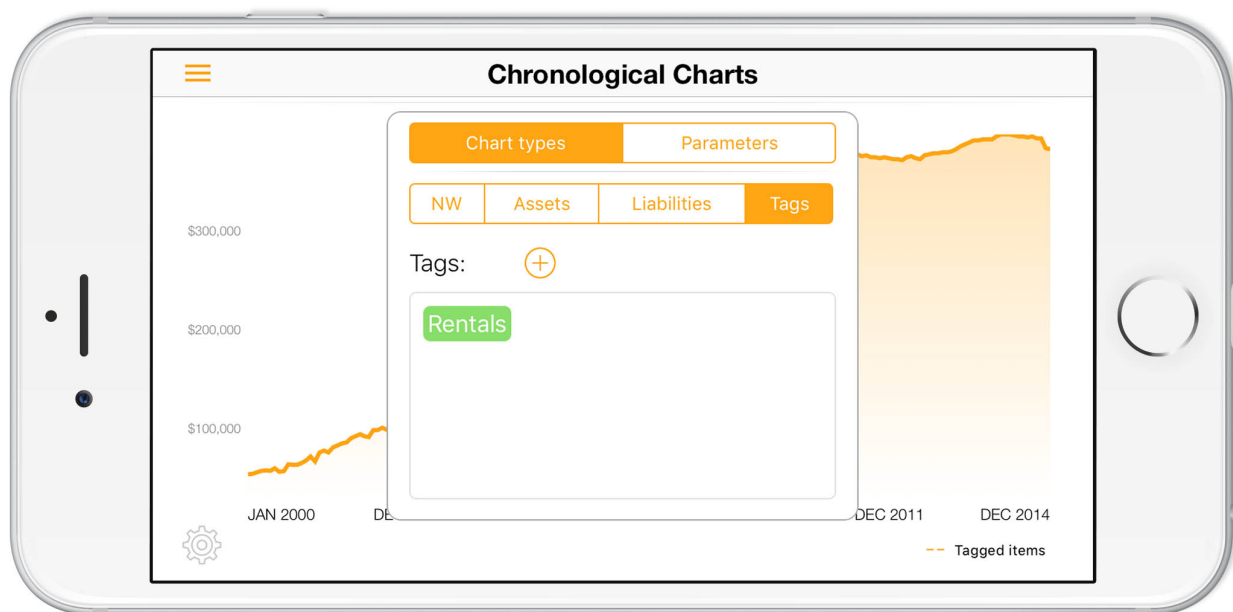 Chronological Charts
Chart types Parameters
NW Assets Liabilities Tags
Tags:
Rentals
$300,000
$200,000
$100,000
JAN 2000 DEC 2011 DEC 2014
Tagged items